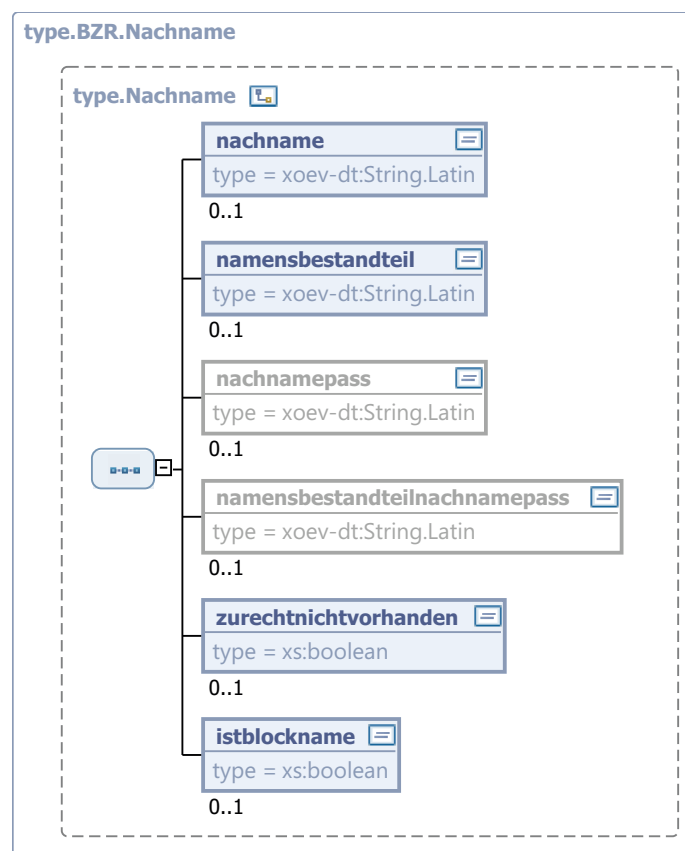 type.BZR.Nachname
type.Nachname
nachname
type = xoev-dt:String.Latin
0..1
namensbestandteil
type = xoev-dt:String.Latin
0..1
nachnamepass
type = xoev-dt:String.Latin
0..1
namensbestandteilnachnamepass
type = xoev-dt:String.Latin
0..1
zurechtnichtvorhanden
type = xs:boolean
0..1
istblockname
type = xs:boolean
0..1